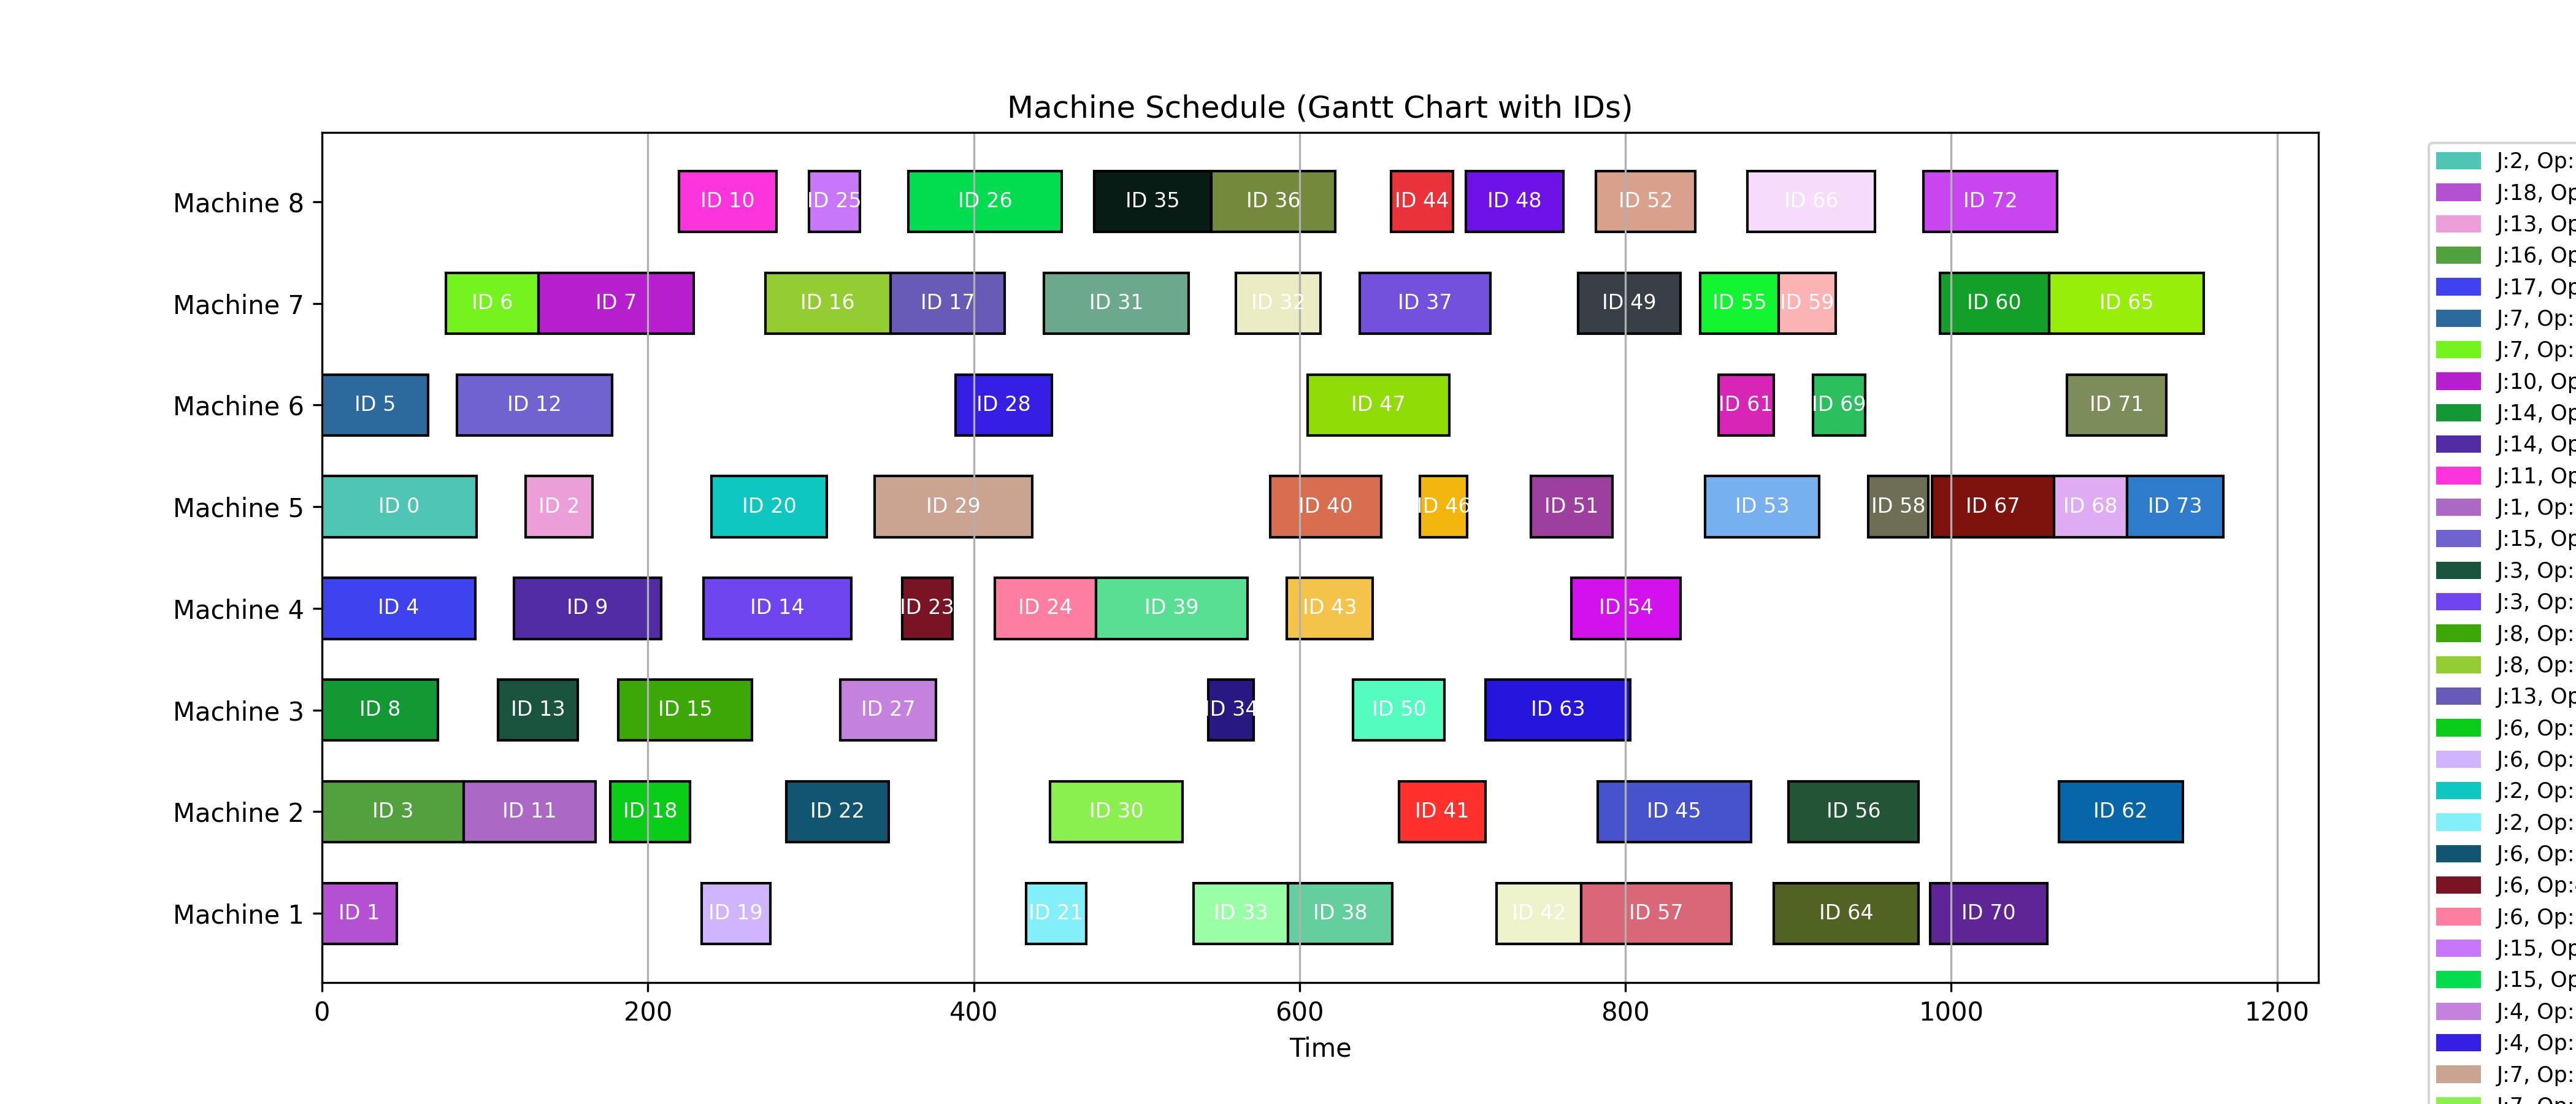 Machine Schedule (Gantt Chart with IDs)
Machine 8
ID 10 ID 25 ID 26 ID 35 ID 36 ID 44 ID 48 ID 52 ID 66 ID 72
Machine 7
ID 6 ID 7 ID 16 ID 17 ID 31 ID 32 ID 37 ID 49 ID 55 ID 59 ID 60 ID 65
Machine 6
ID 5 ID 12 ID 28 ID 47 ID 61 ID 69 ID 71
Machine 5
ID 0 ID 2 ID 20 ID 29 ID 40 ID 46 ID 51 ID 53 ID 58 ID 67 ID 68 ID 73
Machine 4
ID 4 ID 9 ID 14 ID 23 ID 24 ID 39 ID 43 ID 54
Machine 3
ID 8 ID 13 ID 15 ID 27 ID 34 ID 50 ID 63
Machine 2
ID 3 ID 11 ID 18 ID 22 ID 30 ID 41 ID 45 ID 56 ID 62
Machine 1
ID 1 ID 19 ID 21 ID 33 ID 38 ID 42 ID 57 ID 64 ID 70
0 200 400 600 800 1000 1200
Time
J:2, Op:
J:18, Op
J:13, Op
J:16, Op
J:17, Op
J:7, Op:
J:7, Op:
J:10, Op
J:14, Op
J:14, Op
J:11, Op
J:1, Op:
J:15, Op
J:3, Op:
J:3, Op:
J:8, Op:
J:8, Op:
J:13, Op
J:6, Op:
J:6, Op:
J:2, Op:
J:2, Op:
J:6, Op:
J:6, Op:
J:6, Op:
J:15, Op
J:15, Op
J:4, Op:
J:4, Op:
J:7, Op:
J:7, Op: